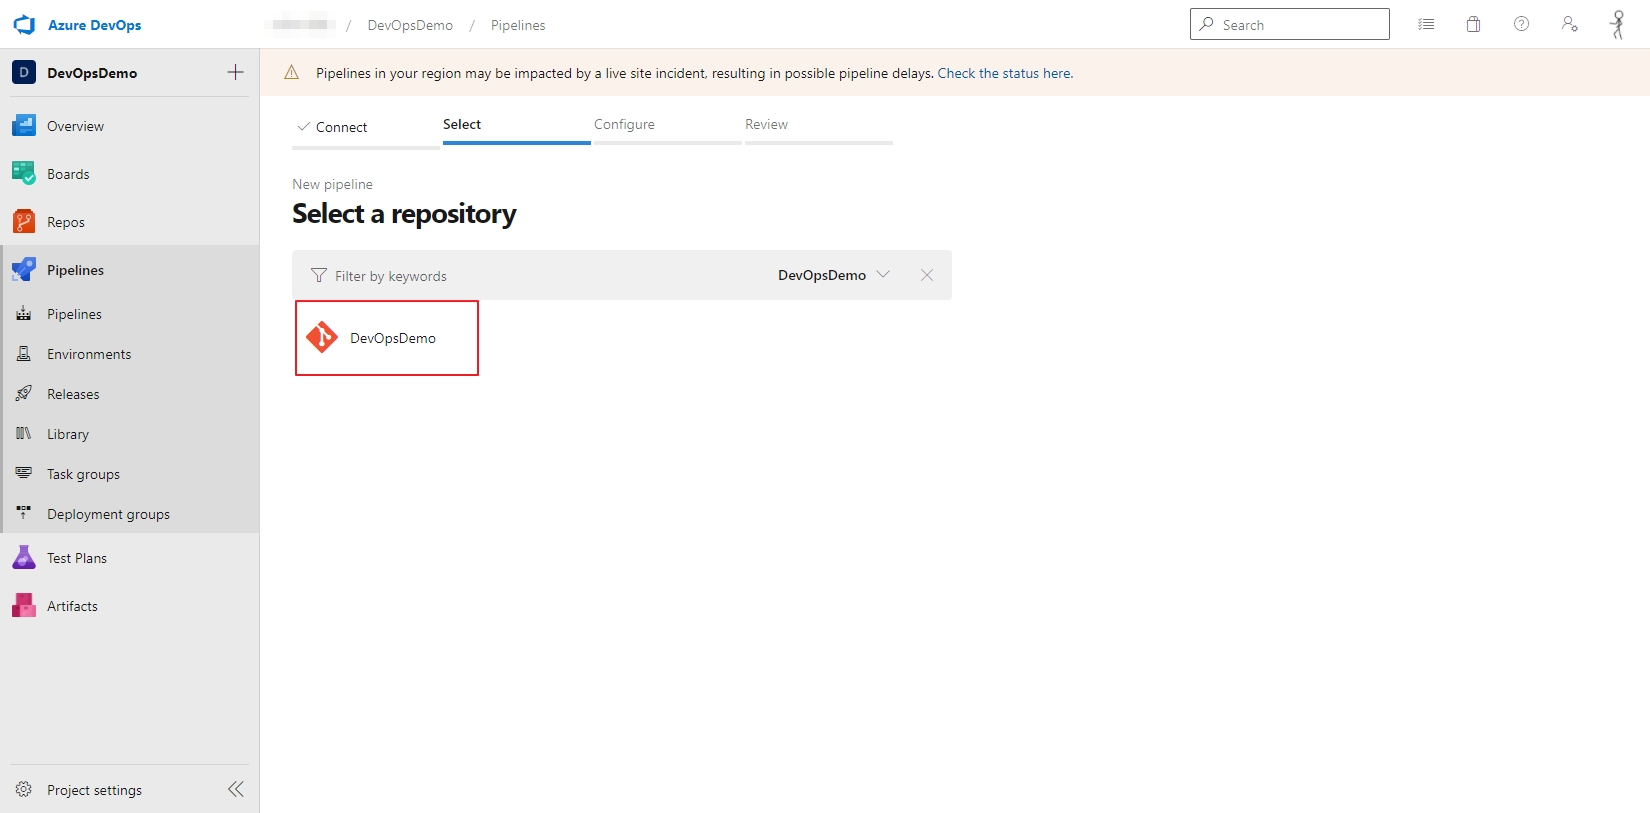 Azure DevOps
/ DevOpsDemo / Pipelines
Search
D DevOpsDemo
Pipelines in your region may be impacted by a live site incident, resulting in possible pipeline delays. Check the status here.
Overview
Boards
Repos
Pipelines
Pipelines
Environments
Releases
Library
Task groups
Deployment groups
Test Plans
Artifacts
Project settings
Connect
Select
Configure
Review
New pipeline
Select a repository
Filter by keywords
DevOpsDemo
DevOpsDemo